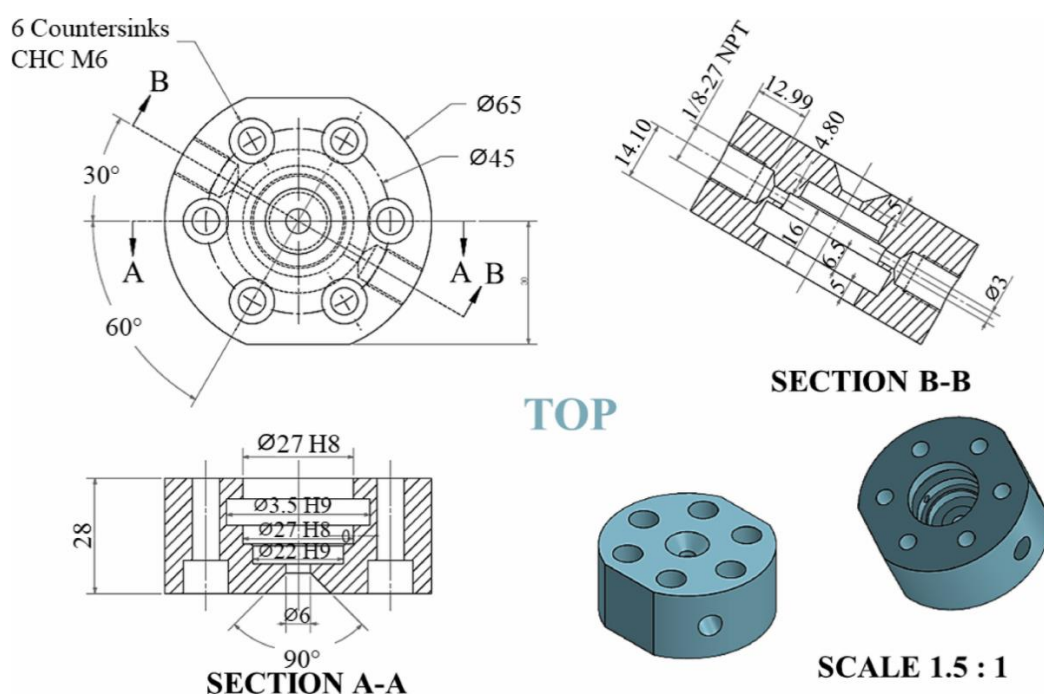 6 Countersinks
CHC M6
B
Ø65
Ø45
30°
A
A
B
60°
1/8-27 NPT
12.99
14.10
4.80
16
6.5
5
Ø3
SECTION B-B
TOP
Ø27 H8
Ø3.5 H9
Ø27 H8
Ø22 H9
28
Ø6
90°
SECTION A-A
SCALE 1.5 : 1